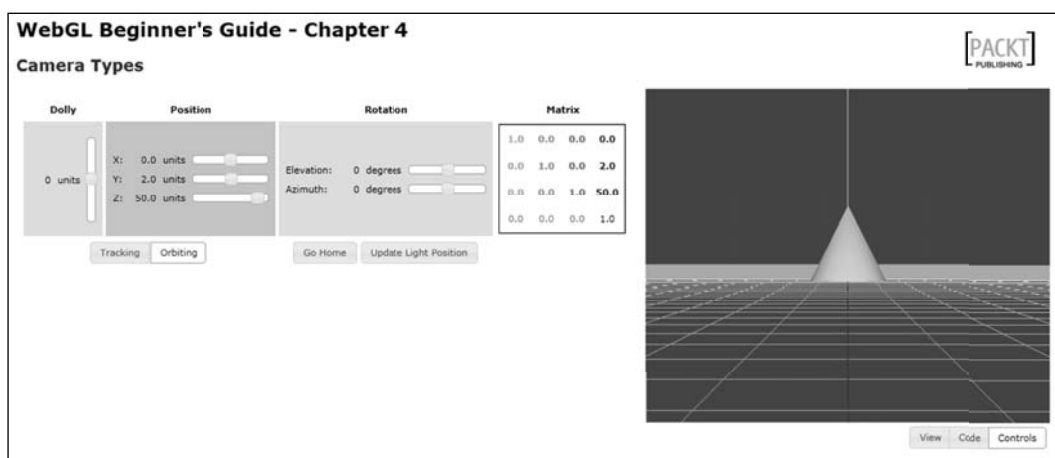 WebGL Beginner's Guide - Chapter 4
PACKT
PUBLISHING
Camera Types
Dolly Position Rotation Matrix
0 units
X: 0.0 units
Y: 2.0 units
Z: 50.0 units
Elevation: 0 degrees
Azimuth: 0 degrees
1.0 0.0 0.0 0.0
0.0 1.0 0.0 2.0
0.0 0.0 1.0 50.0
0.0 0.0 0.0 1.0
Tracking Orbiting
Go Home Update Light Position
View Code Controls